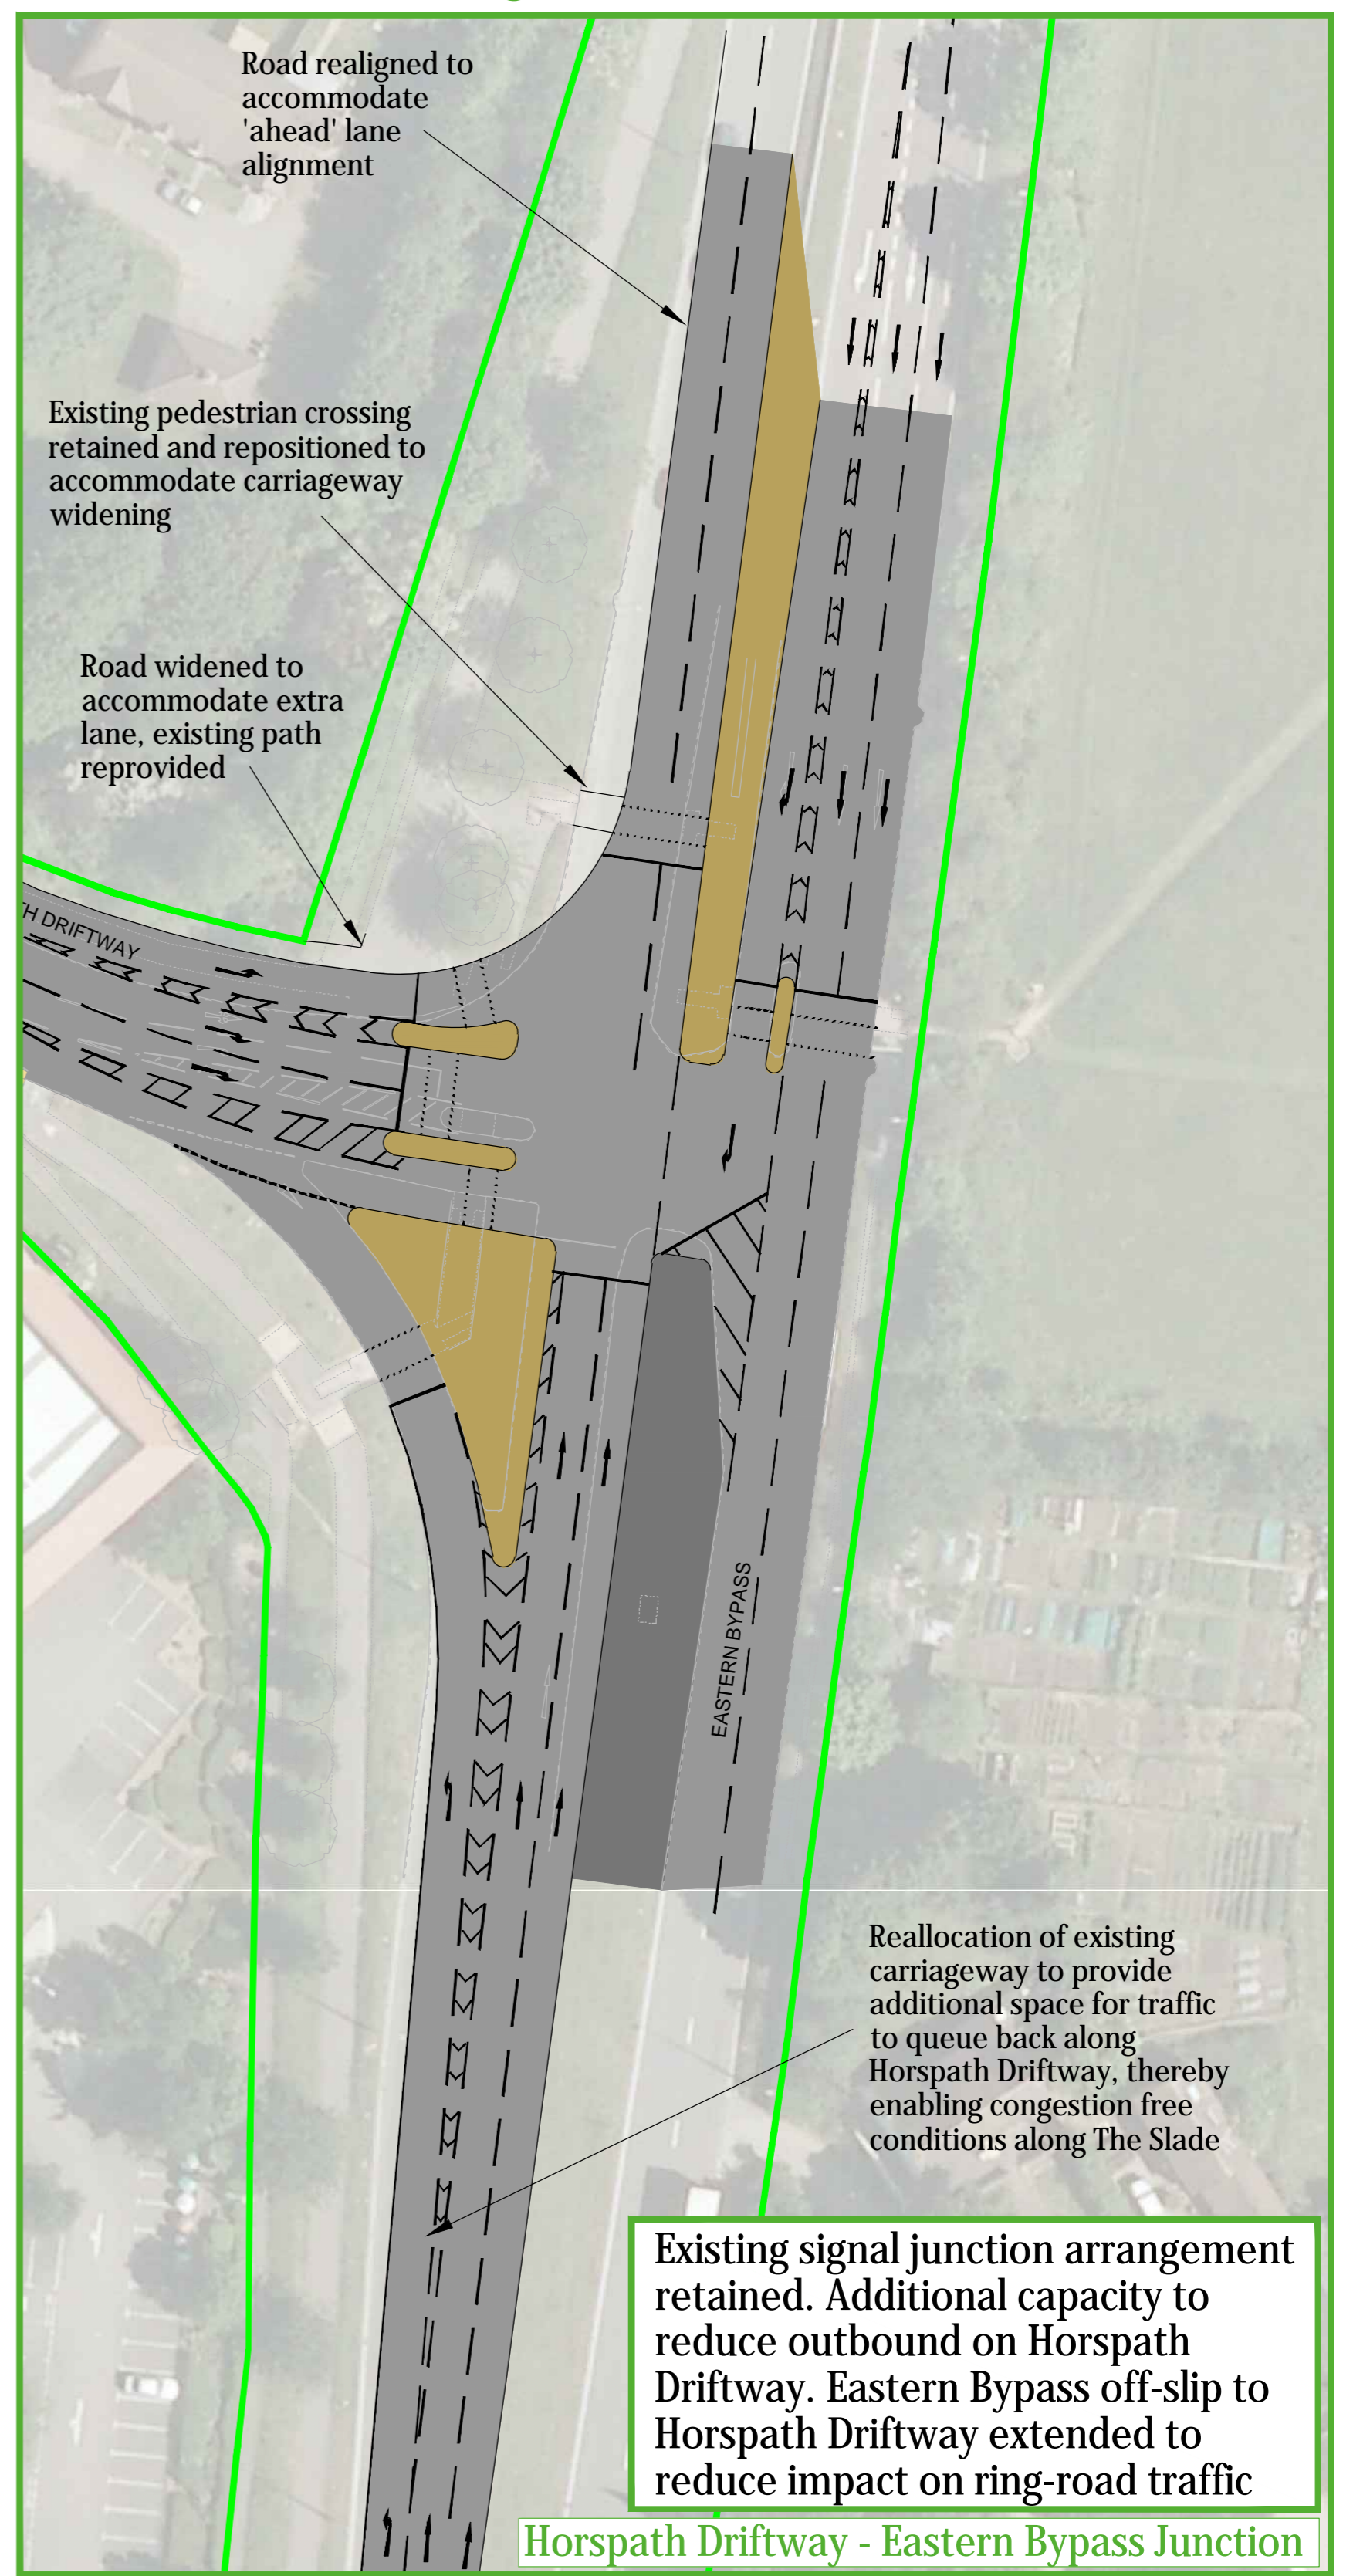 Road realigned to
accommodate
'ahead' lane
alignment
Existing pedestrian crossing
retained and repositioned to
accommodate carriageway
widening
Road widened to
accommodate extra
lane, existing path
reprovided
TH DRIFTWAY
EASTERN BYPASS
Reallocation of existing
carriageway to provide
additional space for traffic
to queue back along
Horspath Driftway, thereby
enabling congestion free
conditions along The Slade
Existing signal junction arrangement
retained. Additional capacity to
reduce outbound on Horspath
Driftway. Eastern Bypass off-slip to
Horspath Driftway extended to
reduce impact on ring-road traffic
Horspath Driftway - Eastern Bypass Junction